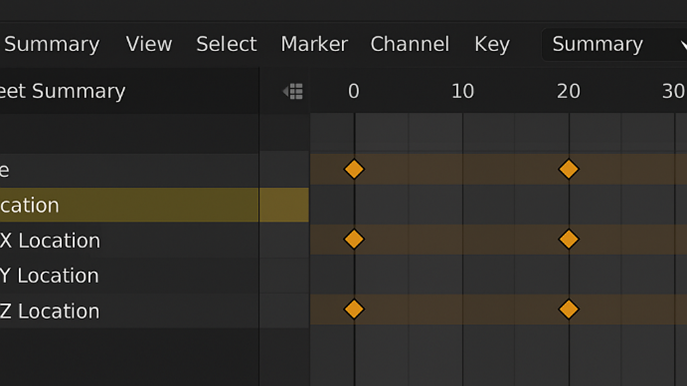 Summary View Select Marker Channel Key Summary
eet Summary 0 10 20 30
e
cation
X Location
Y Location
Z Location